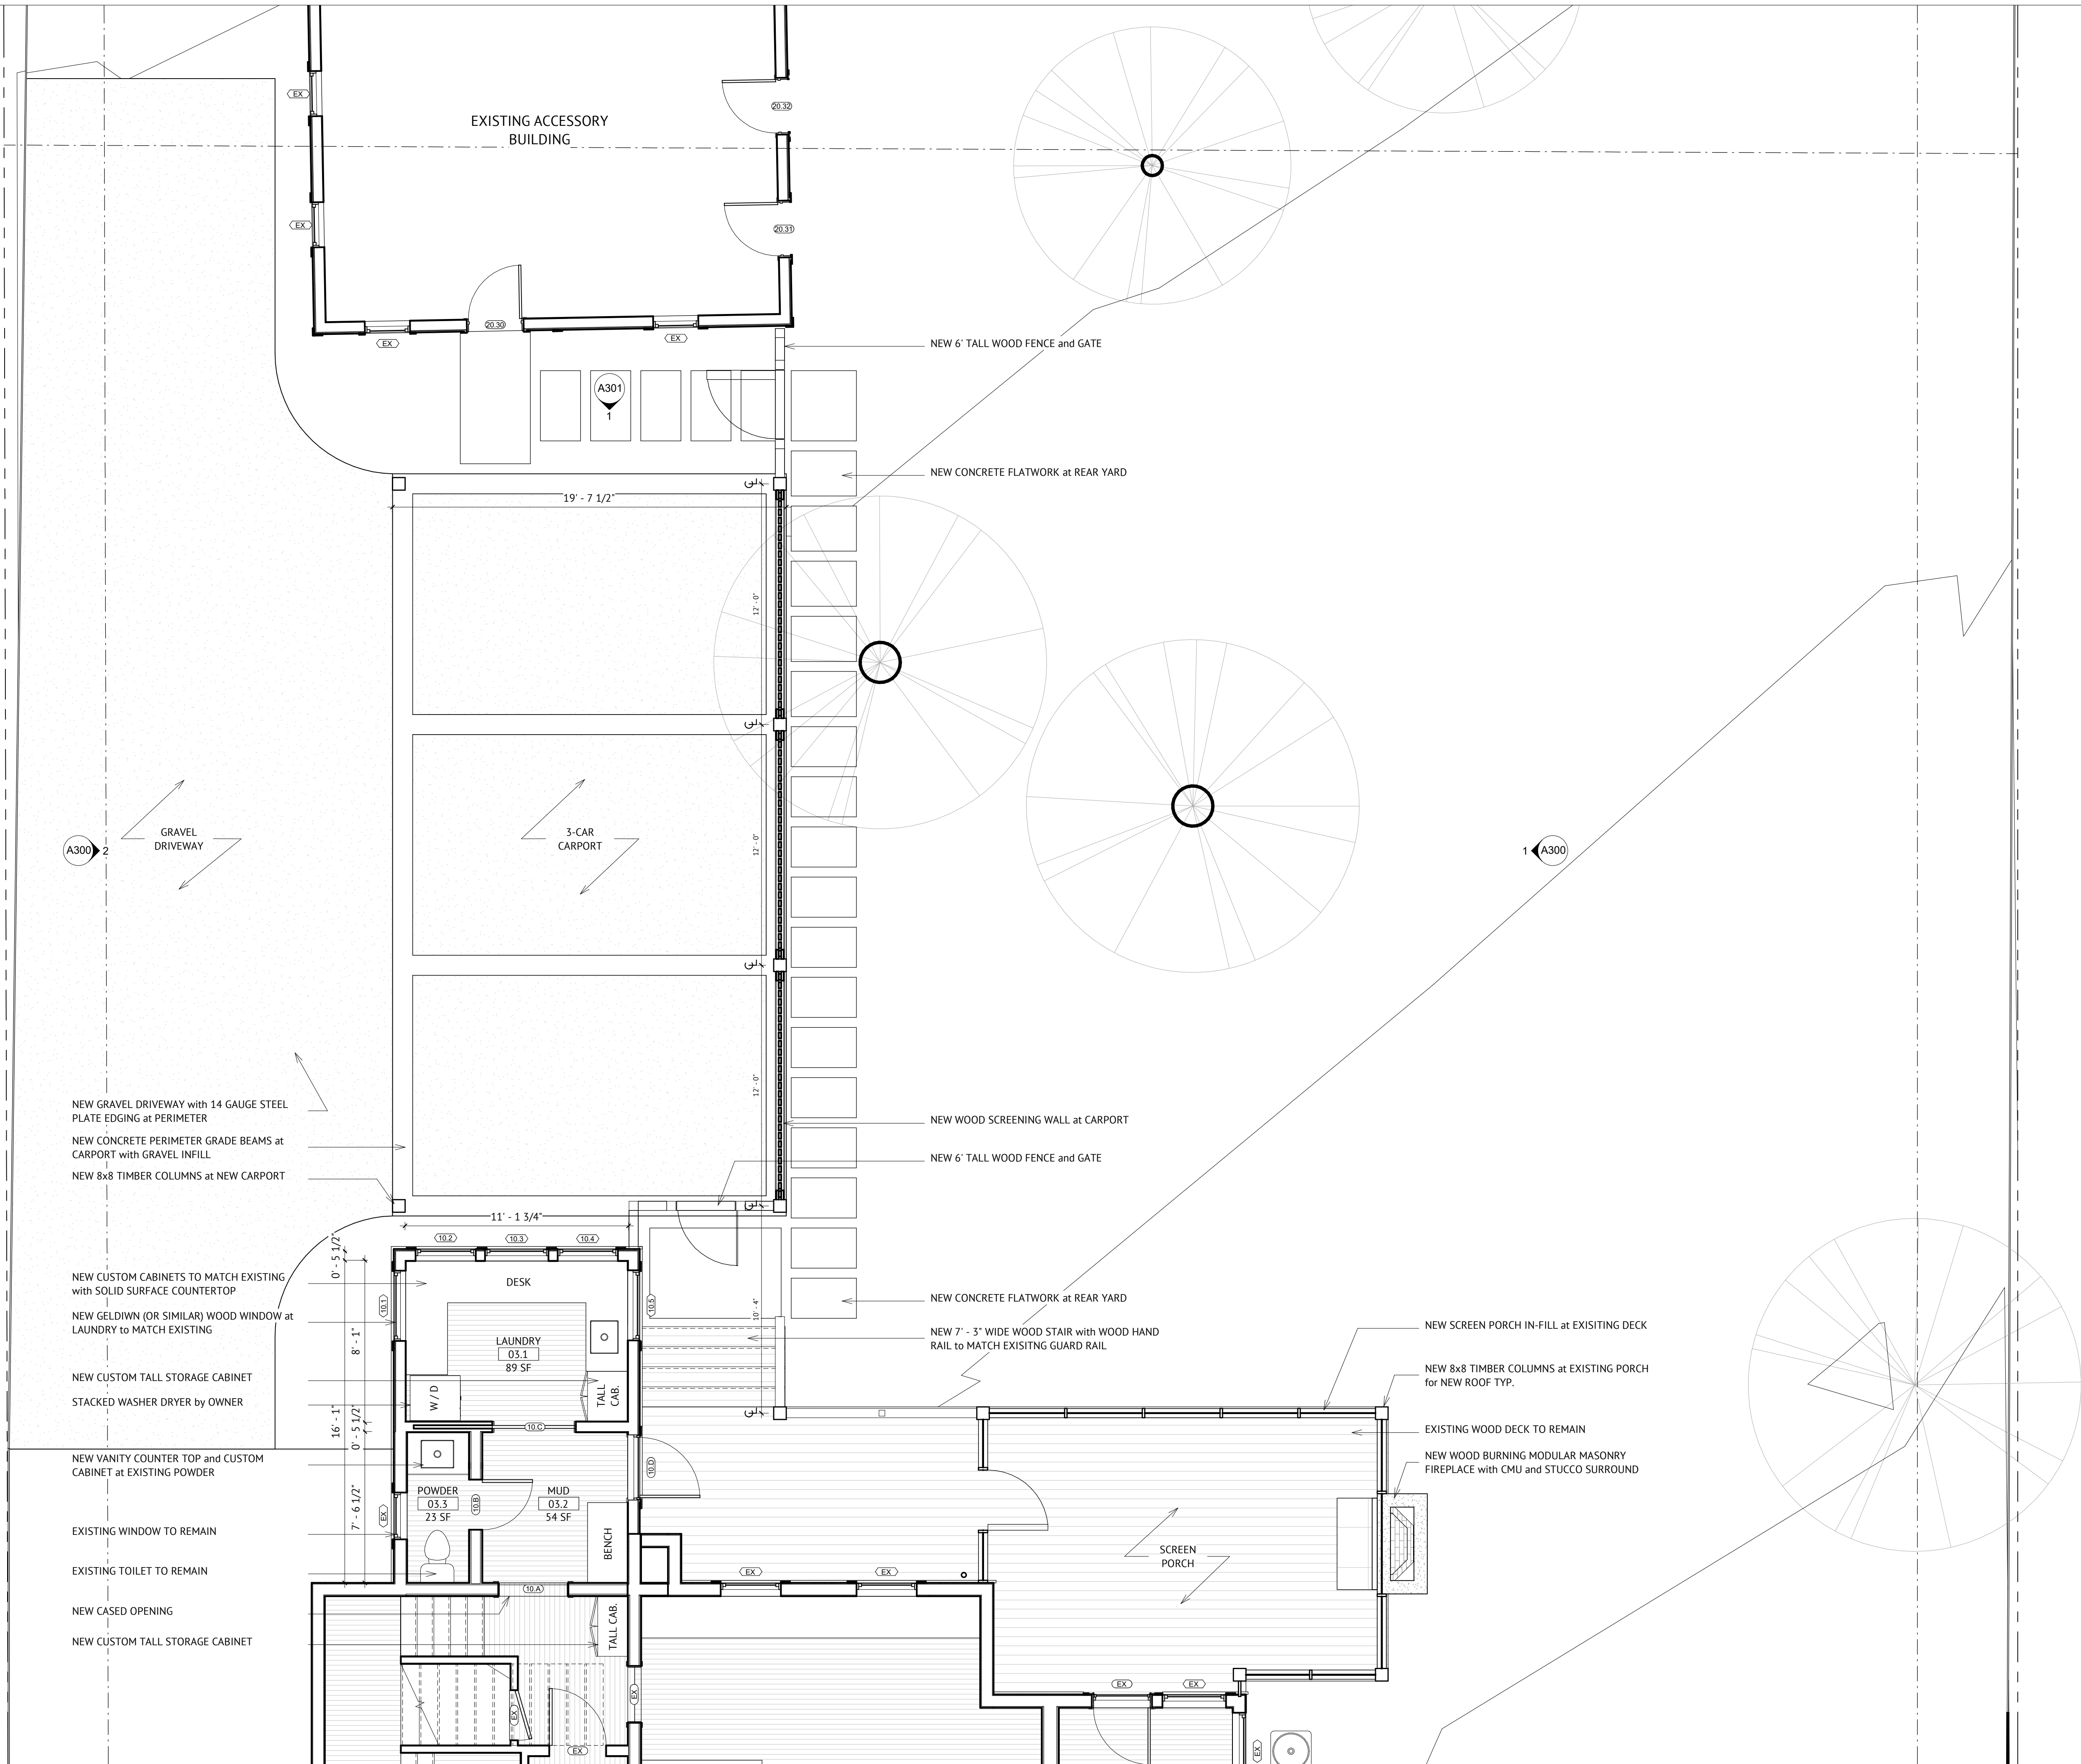 EX
20.32
EXISTING ACCESSORY
BUILDING
EX
20.31
20.30
EX
EX
NEW 6' TALL WOOD FENCE and GATE
A301
1
NEW CONCRETE FLATWORK at REAR YARD
CL
19' - 7 1/2"
12' - 0"
CL
GRAVEL
DRIVEWAY
3-CAR
CARPORT
12' - 0"
A300 2
1 A300
CL
12' - 0"
NEW GRAVEL DRIVEWAY with 14 GAUGE STEEL
PLATE EDGING at PERIMETER
NEW CONCRETE PERIMETER GRADE BEAMS at
CARPORT with GRAVEL INFILL
NEW 8x8 TIMBER COLUMNS at NEW CARPORT
NEW WOOD SCREENING WALL at CARPORT
NEW 6' TALL WOOD FENCE and GATE
CL
11' - 1 3/4"
10.2
10.3
10.4
0' - 5 1/2"
NEW CUSTOM CABINETS TO MATCH EXISTING
with SOLID SURFACE COUNTERTOP
DESK
10.1
10.5
10' - 4"
NEW CONCRETE FLATWORK at REAR YARD
NEW GELDIWN (OR SIMILAR) WOOD WINDOW at
LAUNDRY to MATCH EXISTING
8' - 1"
LAUNDRY
03.1
89 SF
NEW 7' - 3" WIDE WOOD STAIR with WOOD HAND
RAIL to MATCH EXISITNG GUARD RAIL
NEW SCREEN PORCH IN-FILL at EXISITING DECK
NEW 8x8 TIMBER COLUMNS at EXISTING PORCH
for NEW ROOF TYP.
NEW CUSTOM TALL STORAGE CABINET
STACKED WASHER DRYER by OWNER
W / D
TALL
CAB.
CL
16' - 1"
0' - 5 1/2"
10.C
EXISTING WOOD DECK TO REMAIN
NEW WOOD BURNING MODULAR MASONRY
FIREPLACE with CMU and STUCCO SURROUND
NEW VANITY COUNTER TOP and CUSTOM
CABINET at EXISTING POWDER
10.D
7' - 6 1/2"
POWDER
03.3
23 SF
10.B
MUD
03.2
54 SF
EX
EXISTING WINDOW TO REMAIN
BENCH
SCREEN
PORCH
EXISTING TOILET TO REMAIN
EX
EX
10.A
NEW CASED OPENING
TALL CAB.
NEW CUSTOM TALL STORAGE CABINET
EX
EX
EX
EX
EX
EX